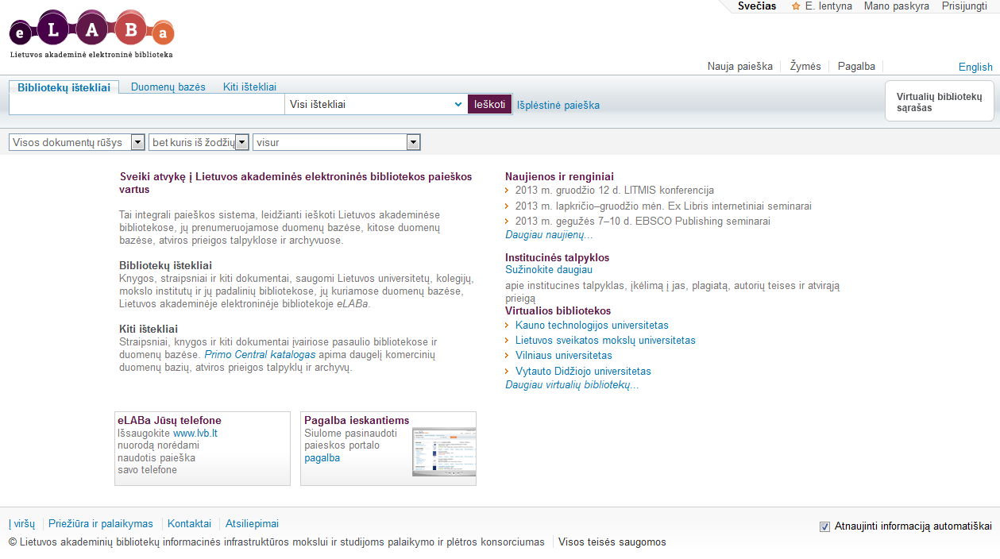 Svečias E. lentyna Mano paskyra Prisijungti
eLABa
Lietuvos akademinė elektroninė biblioteka
Nauja paieška Žymės Pagalba English
Bibliotekų ištekliai Duomenų bazės Kiti ištekliai
Visi ištekliai Ieškoti Išplėstinė paieška
Virtualių bibliotekų
sąrašas
Visos dokumentų rūšys bet kuris iš žodžių visur
Sveiki atvykę į Lietuvos akademinės elektroninės bibliotekos paieškos
vartus
Tai integrali paieškos sistema, leidžianti ieškoti Lietuvos akademinėse
bibliotekose, jų prenumeruojamose duomenų bazėse, kitose duomenų
bazėse, atviros prieigos talpyklose ir archyvuose.
Bibliotekų ištekliai
Knygos, straipsniai ir kiti dokumentai, saugomi Lietuvos universitetų, kolegijų,
mokslo institutų ir jų padalinių bibliotekose, jų kuriamose duomenų bazėse,
Lietuvos akademinėje elektroninėje bibliotekoje eLABa.
Kiti ištekliai
Straipsniai, knygos ir kiti dokumentai įvairiose pasaulio bibliotekose ir
duomenų bazėse. Primo Central katalogas apima daugelį komercinių
duomenų bazių, atviros prieigos talpyklų ir archyvų.
Naujienos ir renginiai
2013 m. gruodžio 12 d. LITMIS konferencija
2013 m. lapkričio–gruodžio mėn. Ex Libris internetiniai seminarai
2013 m. gegužės 7–10 d. EBSCO Publishing seminarai
Daugiau naujienų...
Institucinės talpyklos
Sužinokite daugiau
apie institucines talpyklas, įkėlimą į jas, plagiatą, autorių teises ir atvirąją
prieigą
Virtualios bibliotekos
Kauno technologijos universitetas
Lietuvos sveikatos mokslų universitetas
Vilniaus universitetas
Vytauto Didžiojo universitetas
Daugiau virtualių bibliotekų...
eLABa Jūsų telefone
Išsaugokite www.lvb.lt
nuorodą norėdami
naudotis paieška
savo telefone
Pagalba ieskantiems
Siulome pasinaudoti
paieskos portalo
pagalba
Į viršų Priežiūra ir palaikymas Kontaktai Atsiliepimai
Atnaujinti informaciją automatiškai
© Lietuvos akademinių bibliotekų informacinės infrastruktūros mokslui ir studijoms palaikymo ir plėtros konsorciumas Visos teisės saugomos